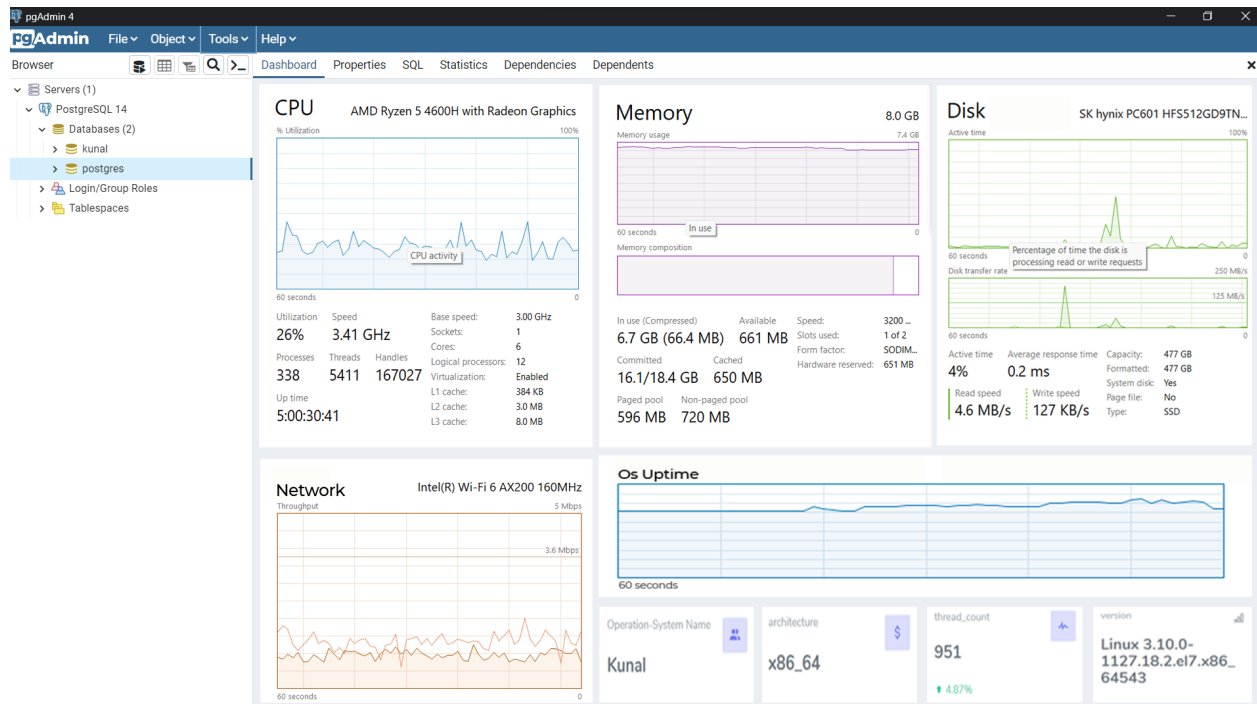 pgAdmin 4
pgAdmin File Object Tools Help
Browser
Dashboard Properties SQL Statistics Dependencies Dependents
Servers (1)
PostgreSQL 14
Databases (2)
kunal
postgres
Login/Group Roles
Tablespaces
CPU AMD Ryzen 5 4600H with Radeon Graphics
% Utilization 100%
CPU activity
60 seconds 0
Utilization Speed
26% 3.41 GHz
Processes Threads Handles
338 5411 167027
Up time
5:00:30:41
Base speed: 3.00 GHz
Sockets: 1
Cores: 6
Logical processors: 12
Virtualization: Enabled
L1 cache: 384 KB
L2 cache: 3.0 MB
L3 cache: 8.0 MB
Memory 8.0 GB
Memory usage 7.4 GB
60 seconds 0
In use
Memory composition
In use (Compressed) Available
6.7 GB (66.4 MB) 661 MB
Committed Cached
16.1/18.4 GB 650 MB
Paged pool Non-paged pool
596 MB 720 MB
Speed: 3200 ...
Slots used: 1 of 2
Form factor: SODIM...
Hardware reserved: 651 MB
Disk SK hynix PC601 HFS512GD9TN...
Active time 100%
60 seconds 0
Percentage of time the disk is
processing read or write requests
Disk transfer rate 250 MB/s
125 MB/s
60 seconds 0
Active time Average response time
4% 0.2 ms
Read speed Write speed
4.6 MB/s 127 KB/s
Capacity: 477 GB
Formatted: 477 GB
System disk: Yes
Page file: No
Type: SSD
Network Intel(R) Wi-Fi 6 AX200 160MHz
Throughput 5 Mbps
3.6 Mbps
60 seconds 0
Os Uptime
60 seconds
Operation-System Name
Kunal
architecture
$
x86_64
thread_count
951
4.87%
version
Linux 3.10.0-
1127.18.2.el7.x86_
64543